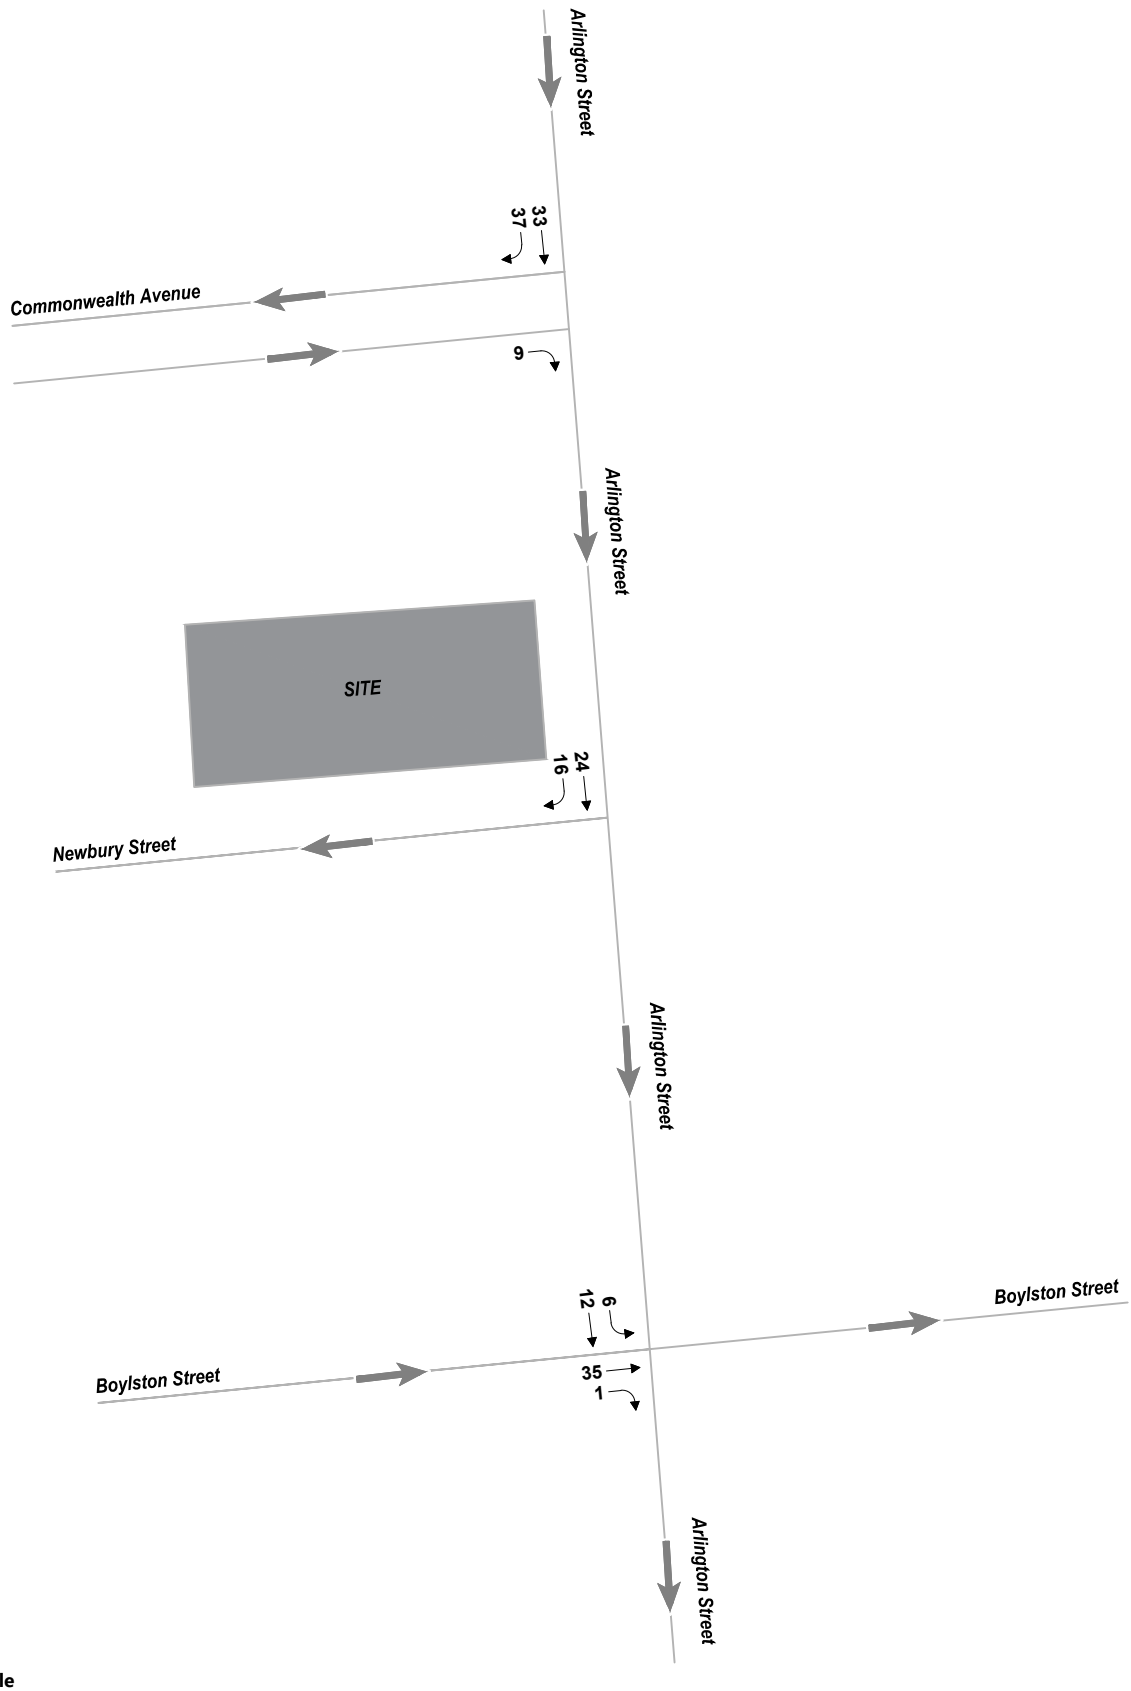 Arlington Street
37
33
Commonwealth Avenue
9
Arlington Street
SITE
16
24
Newbury Street
Arlington Street
12
6
Boylston Street
35
1
Boylston Street
Arlington Street
le